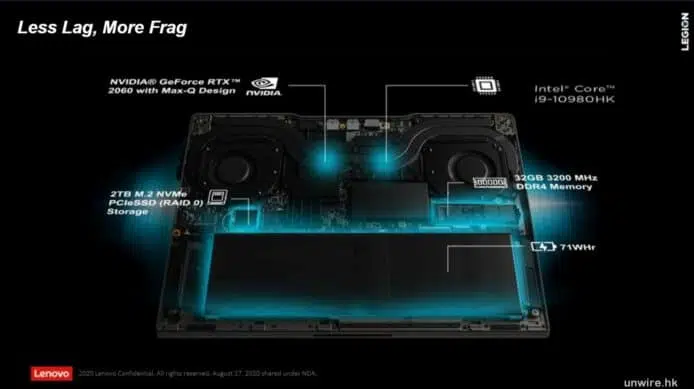 Less Lag, More Frag
LEGION
NVIDIA® GeForce RTX™
2060 with Max-Q Design
NVIDIA.
Intel® Core™
i9-10980HK
2TB M.2 NVMe
PCIeSSD (RAID 0)
Storage
32GB 3200 MHz
DDR4 Memory
71WHr
Lenovo
2020 Lenovo Confidential. All rights reserved. August 27, 2020 shared under NDA.
unwire.hk